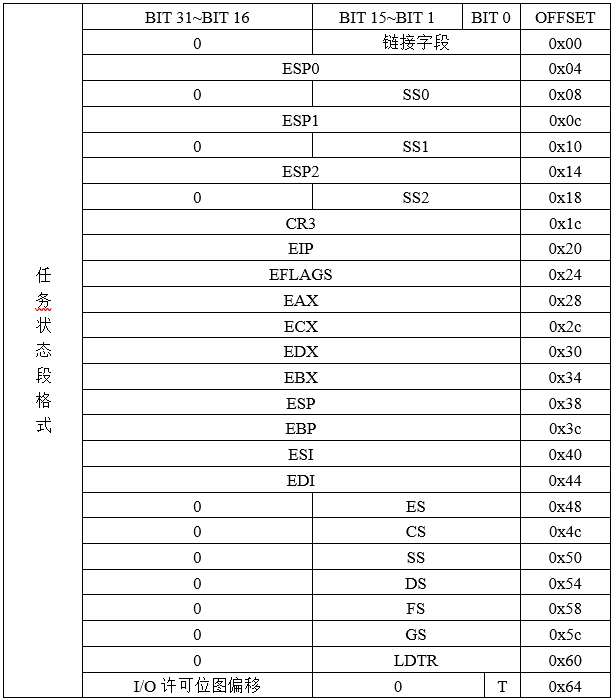 BIT 31~BIT 16 BIT 15~BIT 1 BIT 0 OFFSET
0 链接字段 0x00
ESP0 0x04
0 SS0 0x08
ESP1 0x0c
0 SS1 0x10
ESP2 0x14
0 SS2 0x18
CR3 0x1c
EIP 0x20
EFLAGS 0x24
EAX 0x28
ECX 0x2c
EDX 0x30
EBX 0x34
ESP 0x38
EBP 0x3c
ESI 0x40
EDI 0x44
0 ES 0x48
0 CS 0x4c
0 SS 0x50
0 DS 0x54
0 FS 0x58
0 GS 0x5c
0 LDTR 0x60
I/O 许可位图偏移 0 T 0x64
任务状态段格式